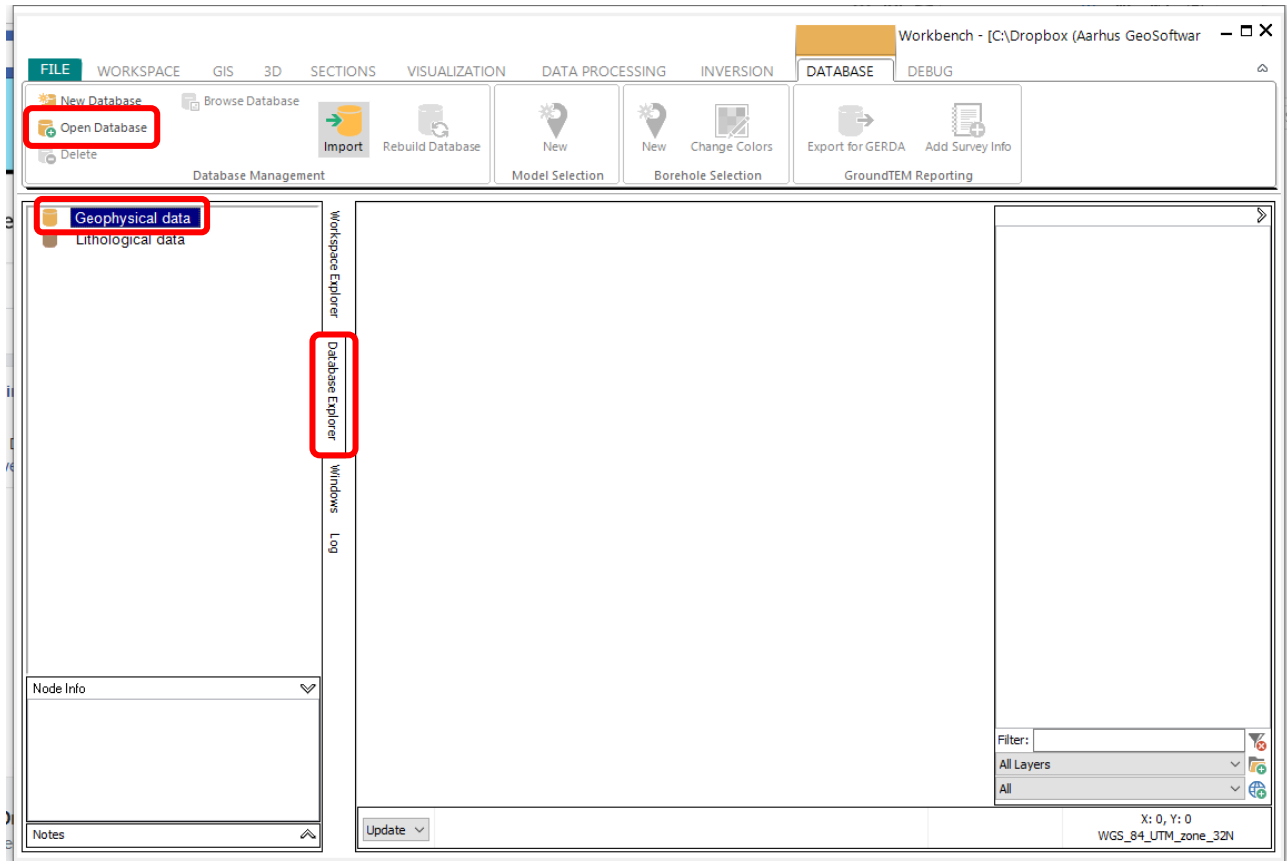 Workbench - [C:\Dropbox (Aarhus GeoSoftwar
FILE WORKSPACE GIS 3D SECTIONS VISUALIZATION DATA PROCESSING INVERSION DATABASE DEBUG
New Database
Browse Database
Open Database
Delete
Import
Rebuild Database
Database Management
New
Model Selection
New
Change Colors
Borehole Selection
Export for GERDA
Add Survey Info
GroundTEM Reporting
Geophysical data
Lithological data
Workspace Explorer
Database Explorer
Windows
Log
Node Info
Notes
Update
Filter:
All Layers
All
X: 0, Y: 0
WGS_84_UTM_zone_32N